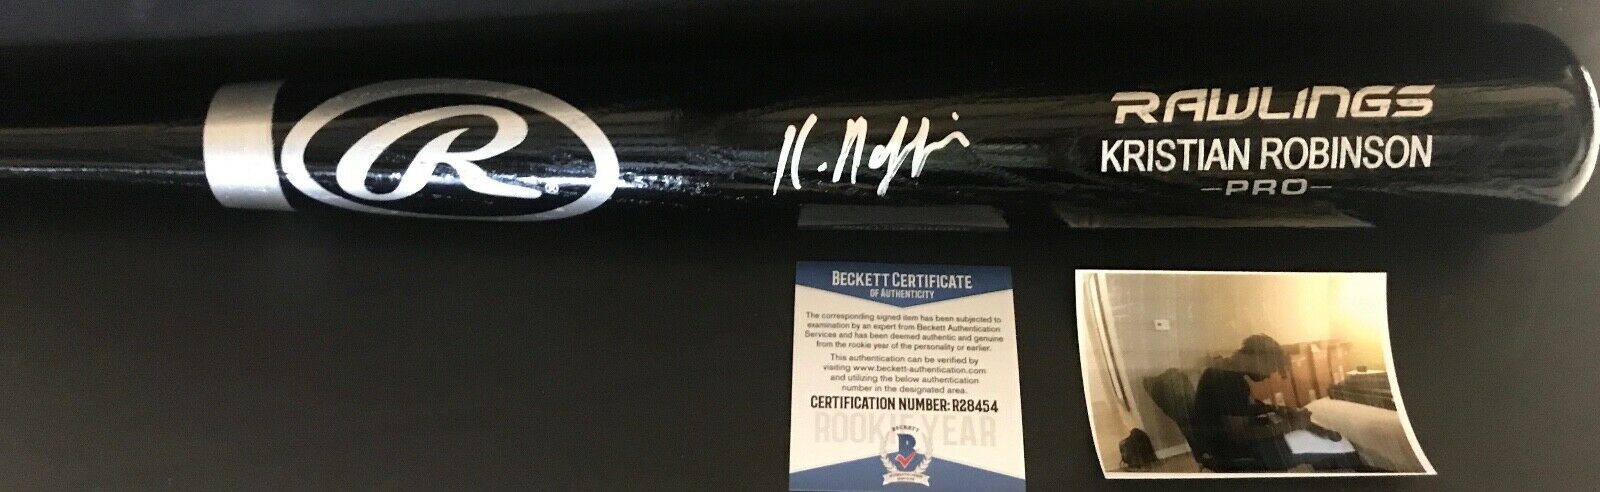 R
®
RAWLINGS
KRISTIAN ROBINSON
-PRO-
BECKETT CERTIFICATE
OF AUTHENTICITY
The corresponding signed item has been subjected to
examination by an expert from Beckett Authentication
Services and has been deemed authentic and genuine
from the rookie year of the personality or earlier.
This authentication can be verified by
visiting www.beckett-authentication.com
and utilizing the below authentication
number in the designated area.
CERTIFICATION NUMBER: R28454
ROOKIE YEAR
BECKETT
B